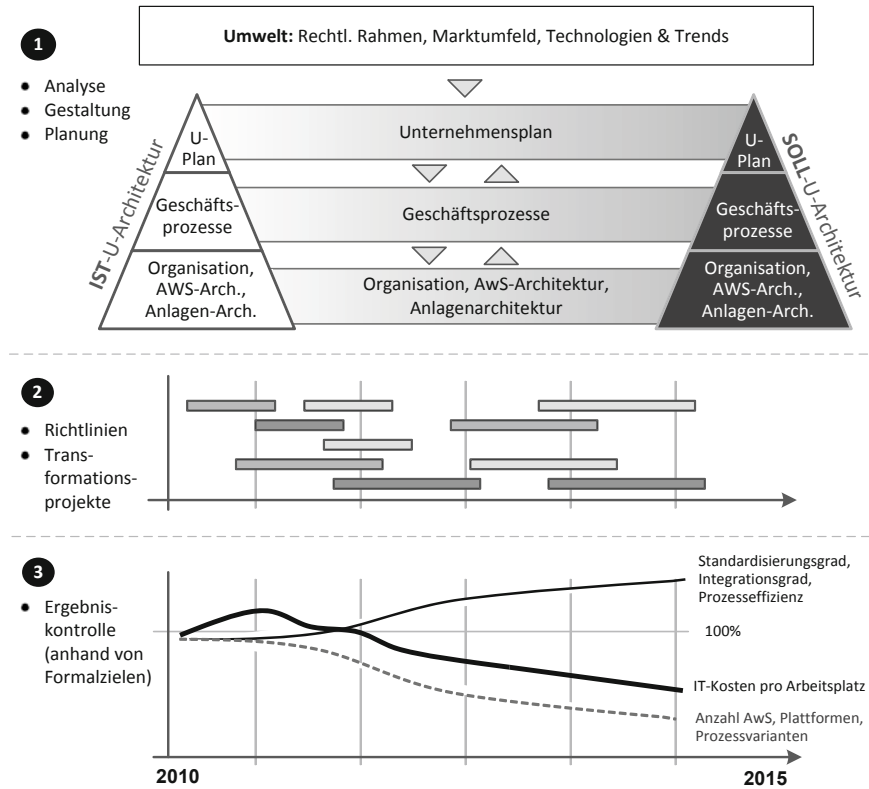 1
Umwelt: Rechtl. Rahmen, Marktumfeld, Technologien & Trends
• Analyse
• Gestaltung
• Planung
IST-U-Architektur
U-
Plan
Geschäfts-
prozesse
Organisation,
AWS-Arch.,
Anlagen-Arch.
Unternehmensplan
Geschäftsprozesse
Organisation, AwS-Architektur,
Anlagenarchitektur
U-
Plan
Geschäfts-
prozesse
Organisation,
AWS-Arch.,
Anlagen-Arch.
SOLL-U-Architektur
2
• Richtlinien
• Trans-
formations-
projekte
3
• Ergebnis-
kontrolle
(anhand von
Formalzielen)
Standardisierungsgrad,
Integrationsgrad,
Prozesseffizienz
100%
IT-Kosten pro Arbeitsplatz
Anzahl AwS, Plattformen,
Prozessvarianten
2010
2015